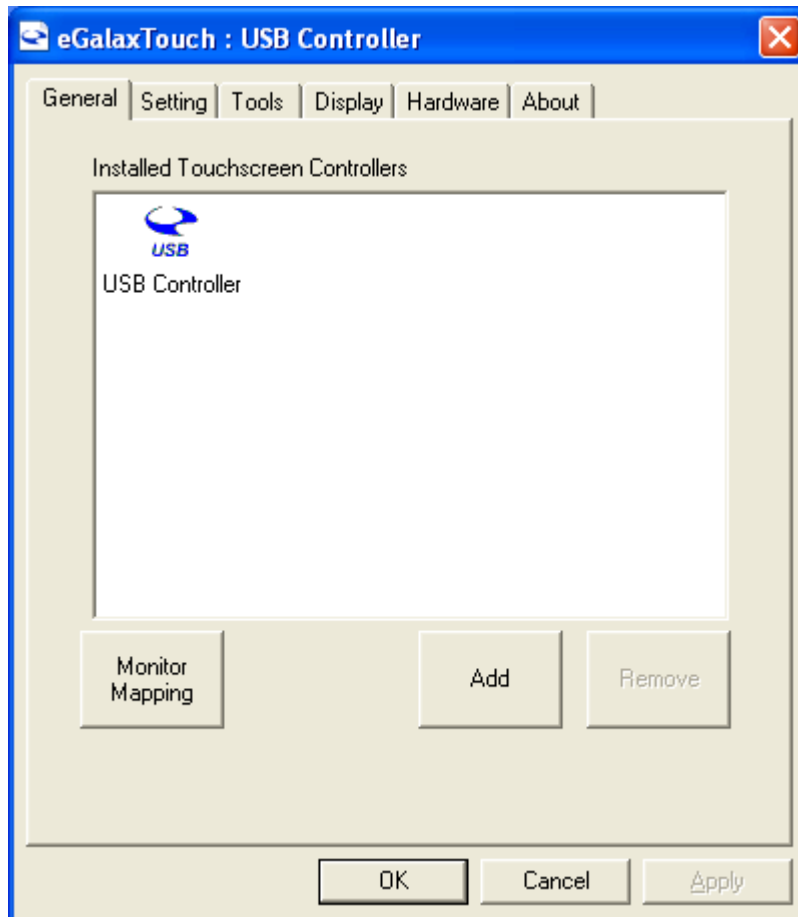 eGalaxTouch : USB Controller
General Setting Tools Display Hardware About
Installed Touchscreen Controllers
USB
USB Controller
Monitor
Mapping
Add
Remove
OK Cancel Apply